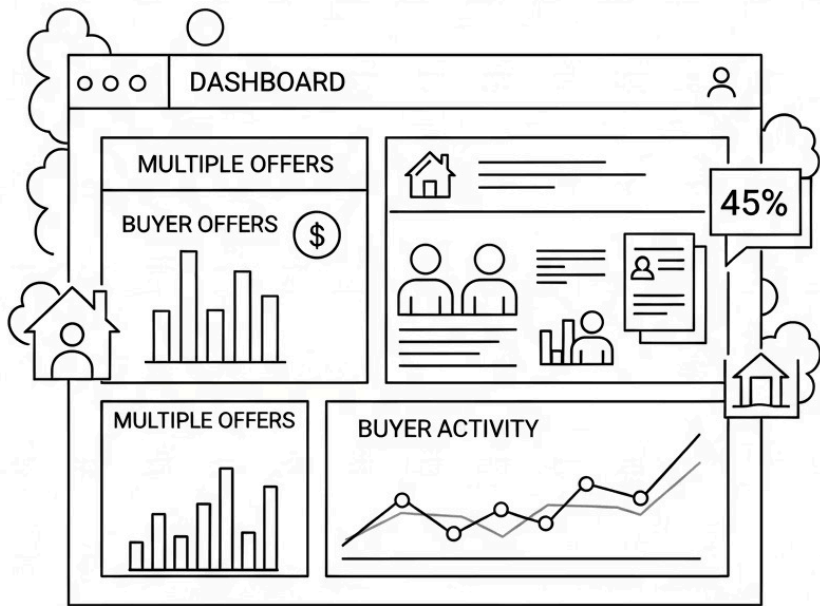 DASHBOARD
MULTIPLE OFFERS
BUYER OFFERS
$
45%
MULTIPLE OFFERS
BUYER ACTIVITY